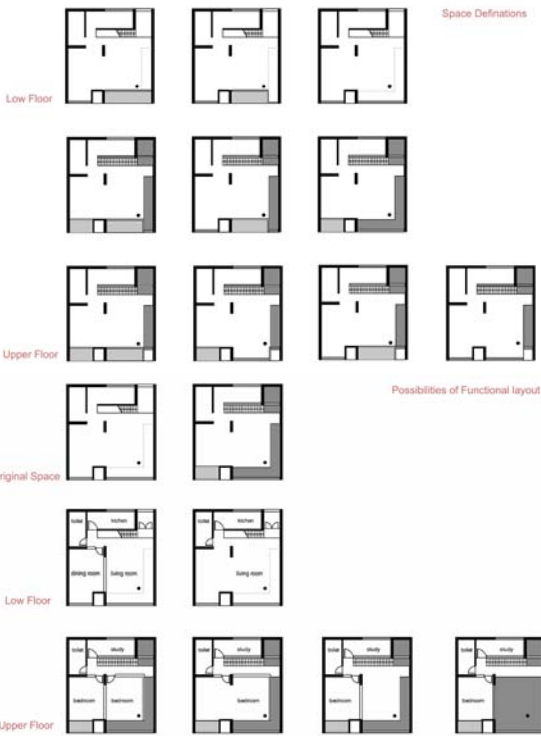 Space Definations
Low Floor
Upper Floor
Possibilities of Functional layout
riginal Space
toilet kitchen toilet kitchen
dining room living room living room
Low Floor
toilet study toilet study toilet study toilet study
bedroom bedroom bedroom bedroom bedroom
Upper Floor